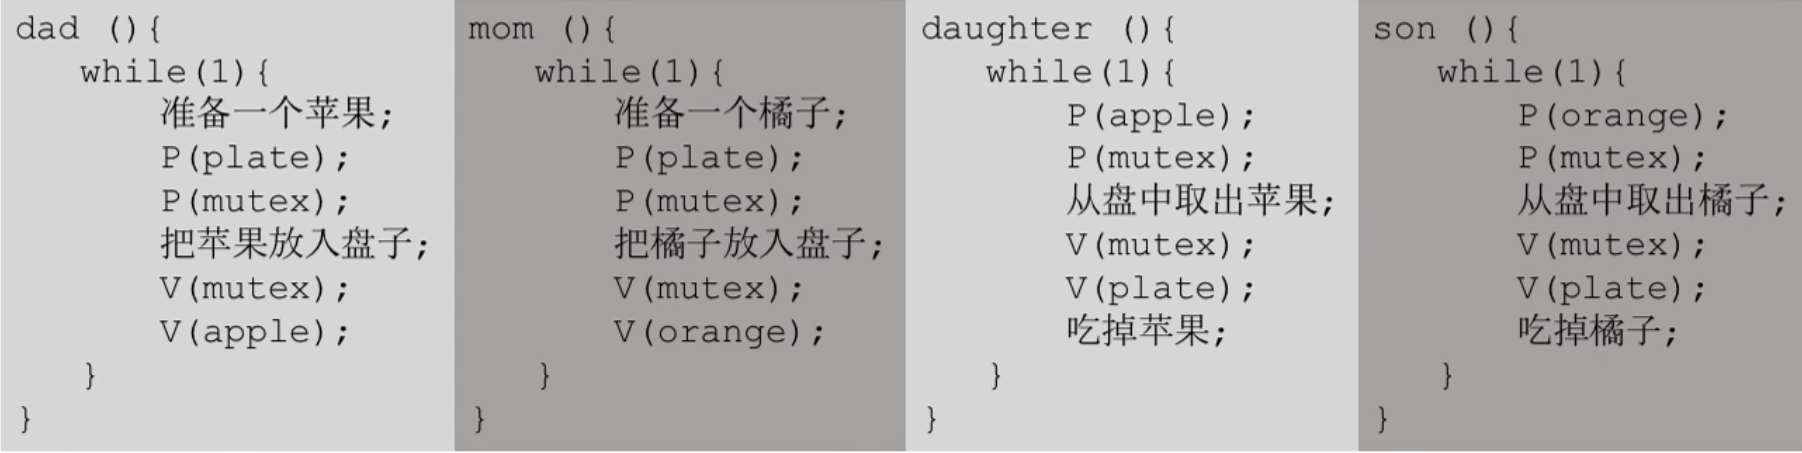 dad (){
while(1){
准备一个苹果;
P(plate);
P(mutex);
把苹果放入盘子;
V(mutex);
V(apple);
}
}
mom (){
while(1){
准备一个橘子;
P(plate);
P(mutex);
把橘子放入盘子;
V(mutex);
V(orange);
}
}
daughter (){
while(1){
P(apple);
P(mutex);
从盘中取出苹果;
V(mutex);
V(plate);
吃掉苹果;
}
}
son (){
while(1){
P(orange);
P(mutex);
从盘中取出橘子;
V(mutex);
V(plate);
吃掉橘子;
}
}